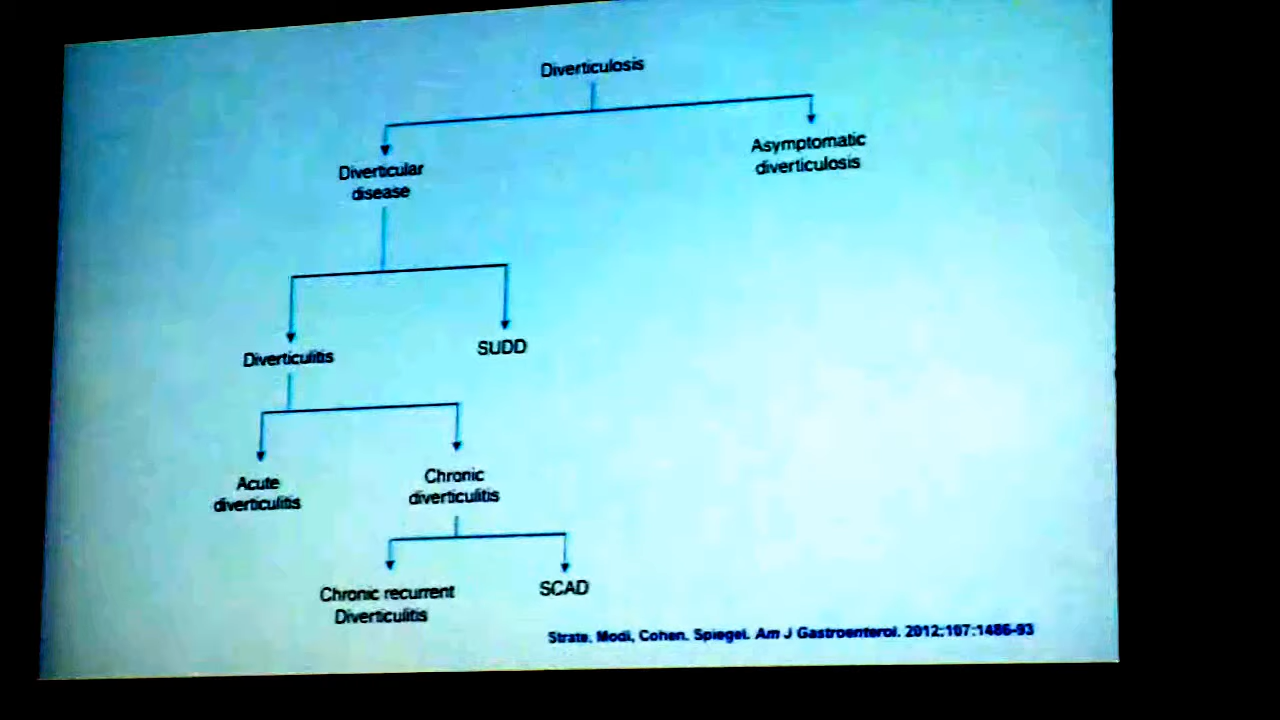 Diverticulosis
Diverticular
disease
Asymptomatic
diverticulosis
Diverticulitis
SUDD
Acute
diverticulitis
Chronic
diverticulitis
Chronic recurrent
Diverticulitis
SCAD
Strate, Modi, Cohen. Spiegel. Am J Gastroenterol. 2012;107:1486-93